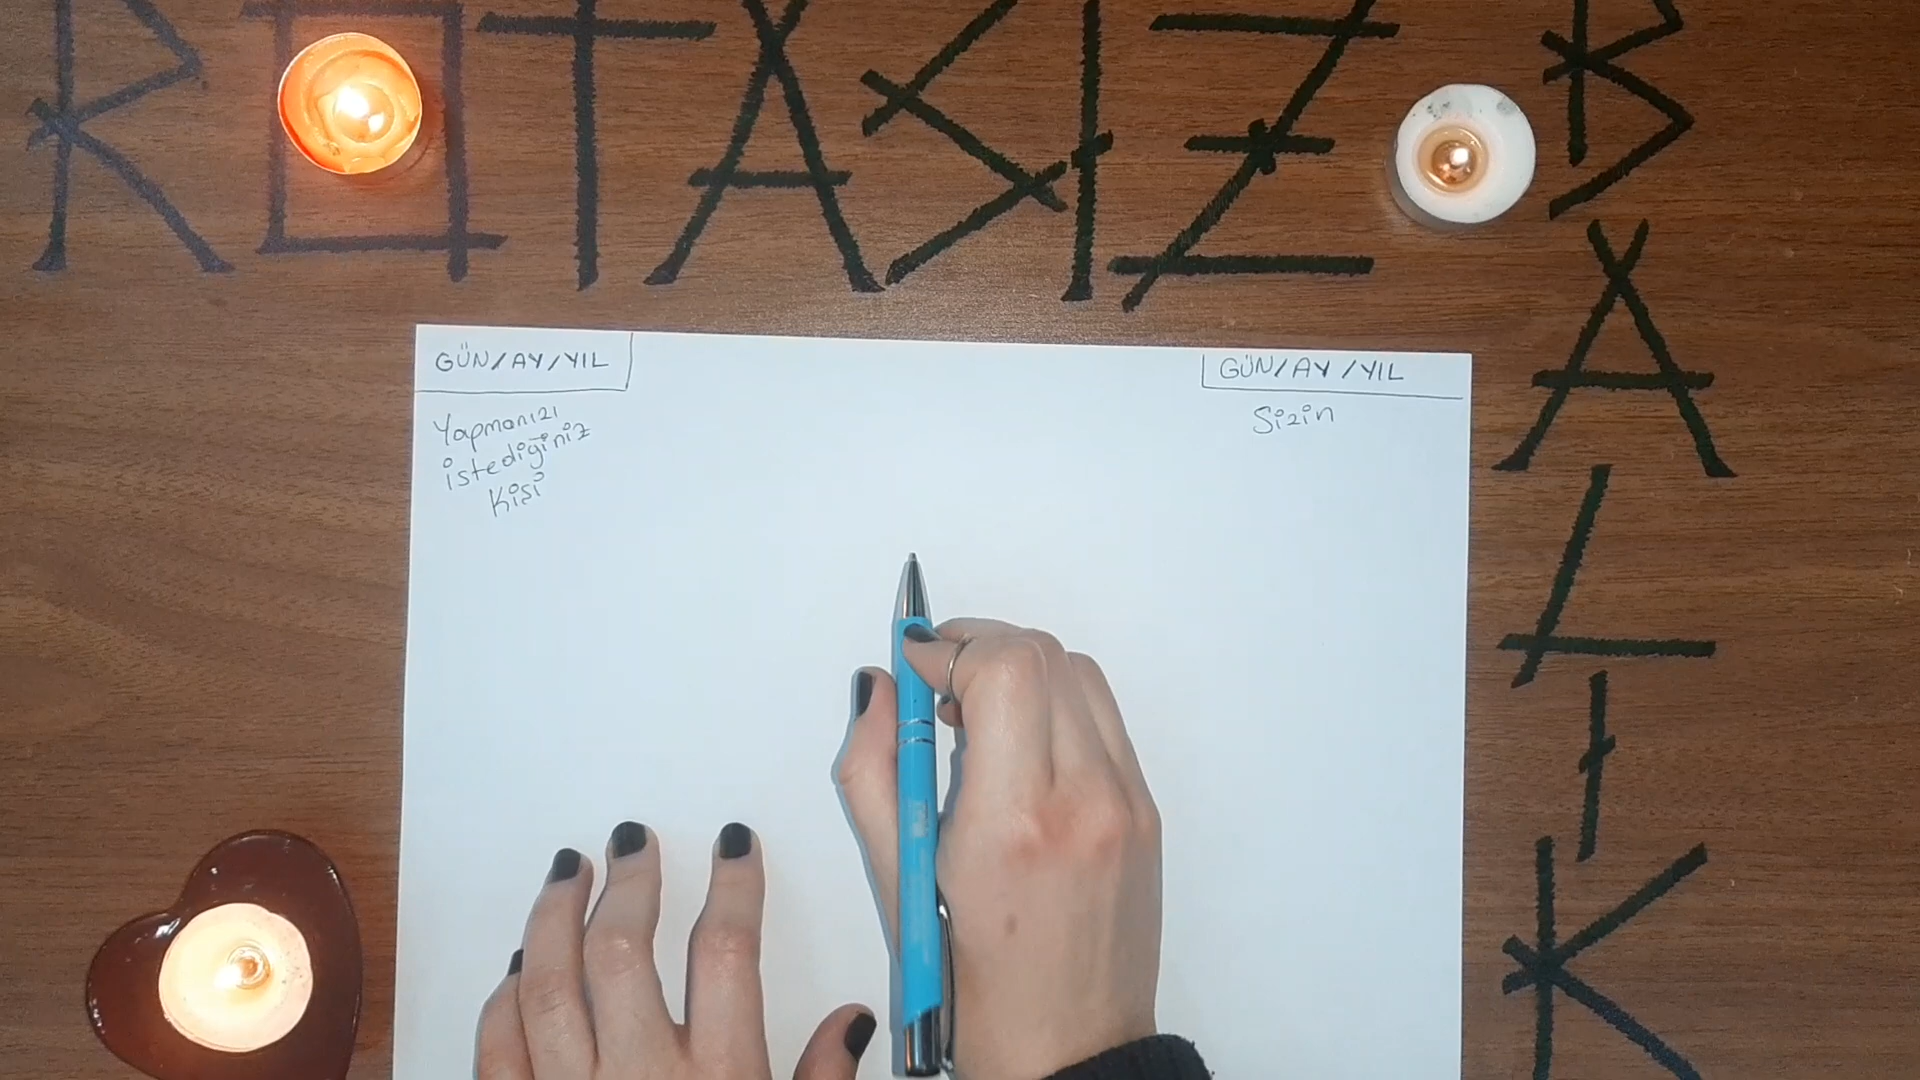 ROTASIZ
BALIK
GÜN/AY/YIL
Yapmanızı
istediğiniz
Kişi
GÜN/AY/YIL
Sizin